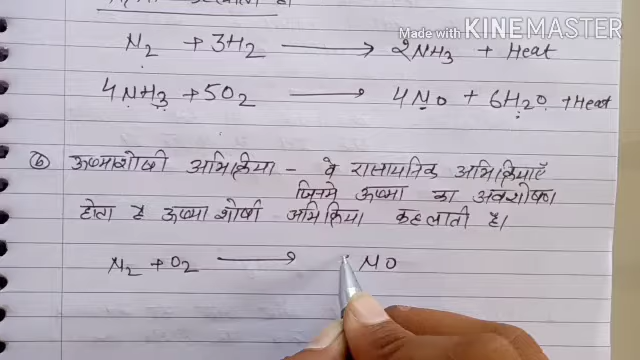 Made with KINEMASTER
N2 + 3H2 ⟶ 2NH3 + Heat
4NH3 + 5O2 ⟶ 4NO + 6H2O + Heat
⑥ ऊष्माशोषी अभिक्रिया - वे रासायनिक अभिक्रियाएँ
जिनमे ऊष्मा का अवशोषण
होता है ऊष्मा शोषी अभिक्रिया कहलाती है।
N2 + O2 ⟶ NO